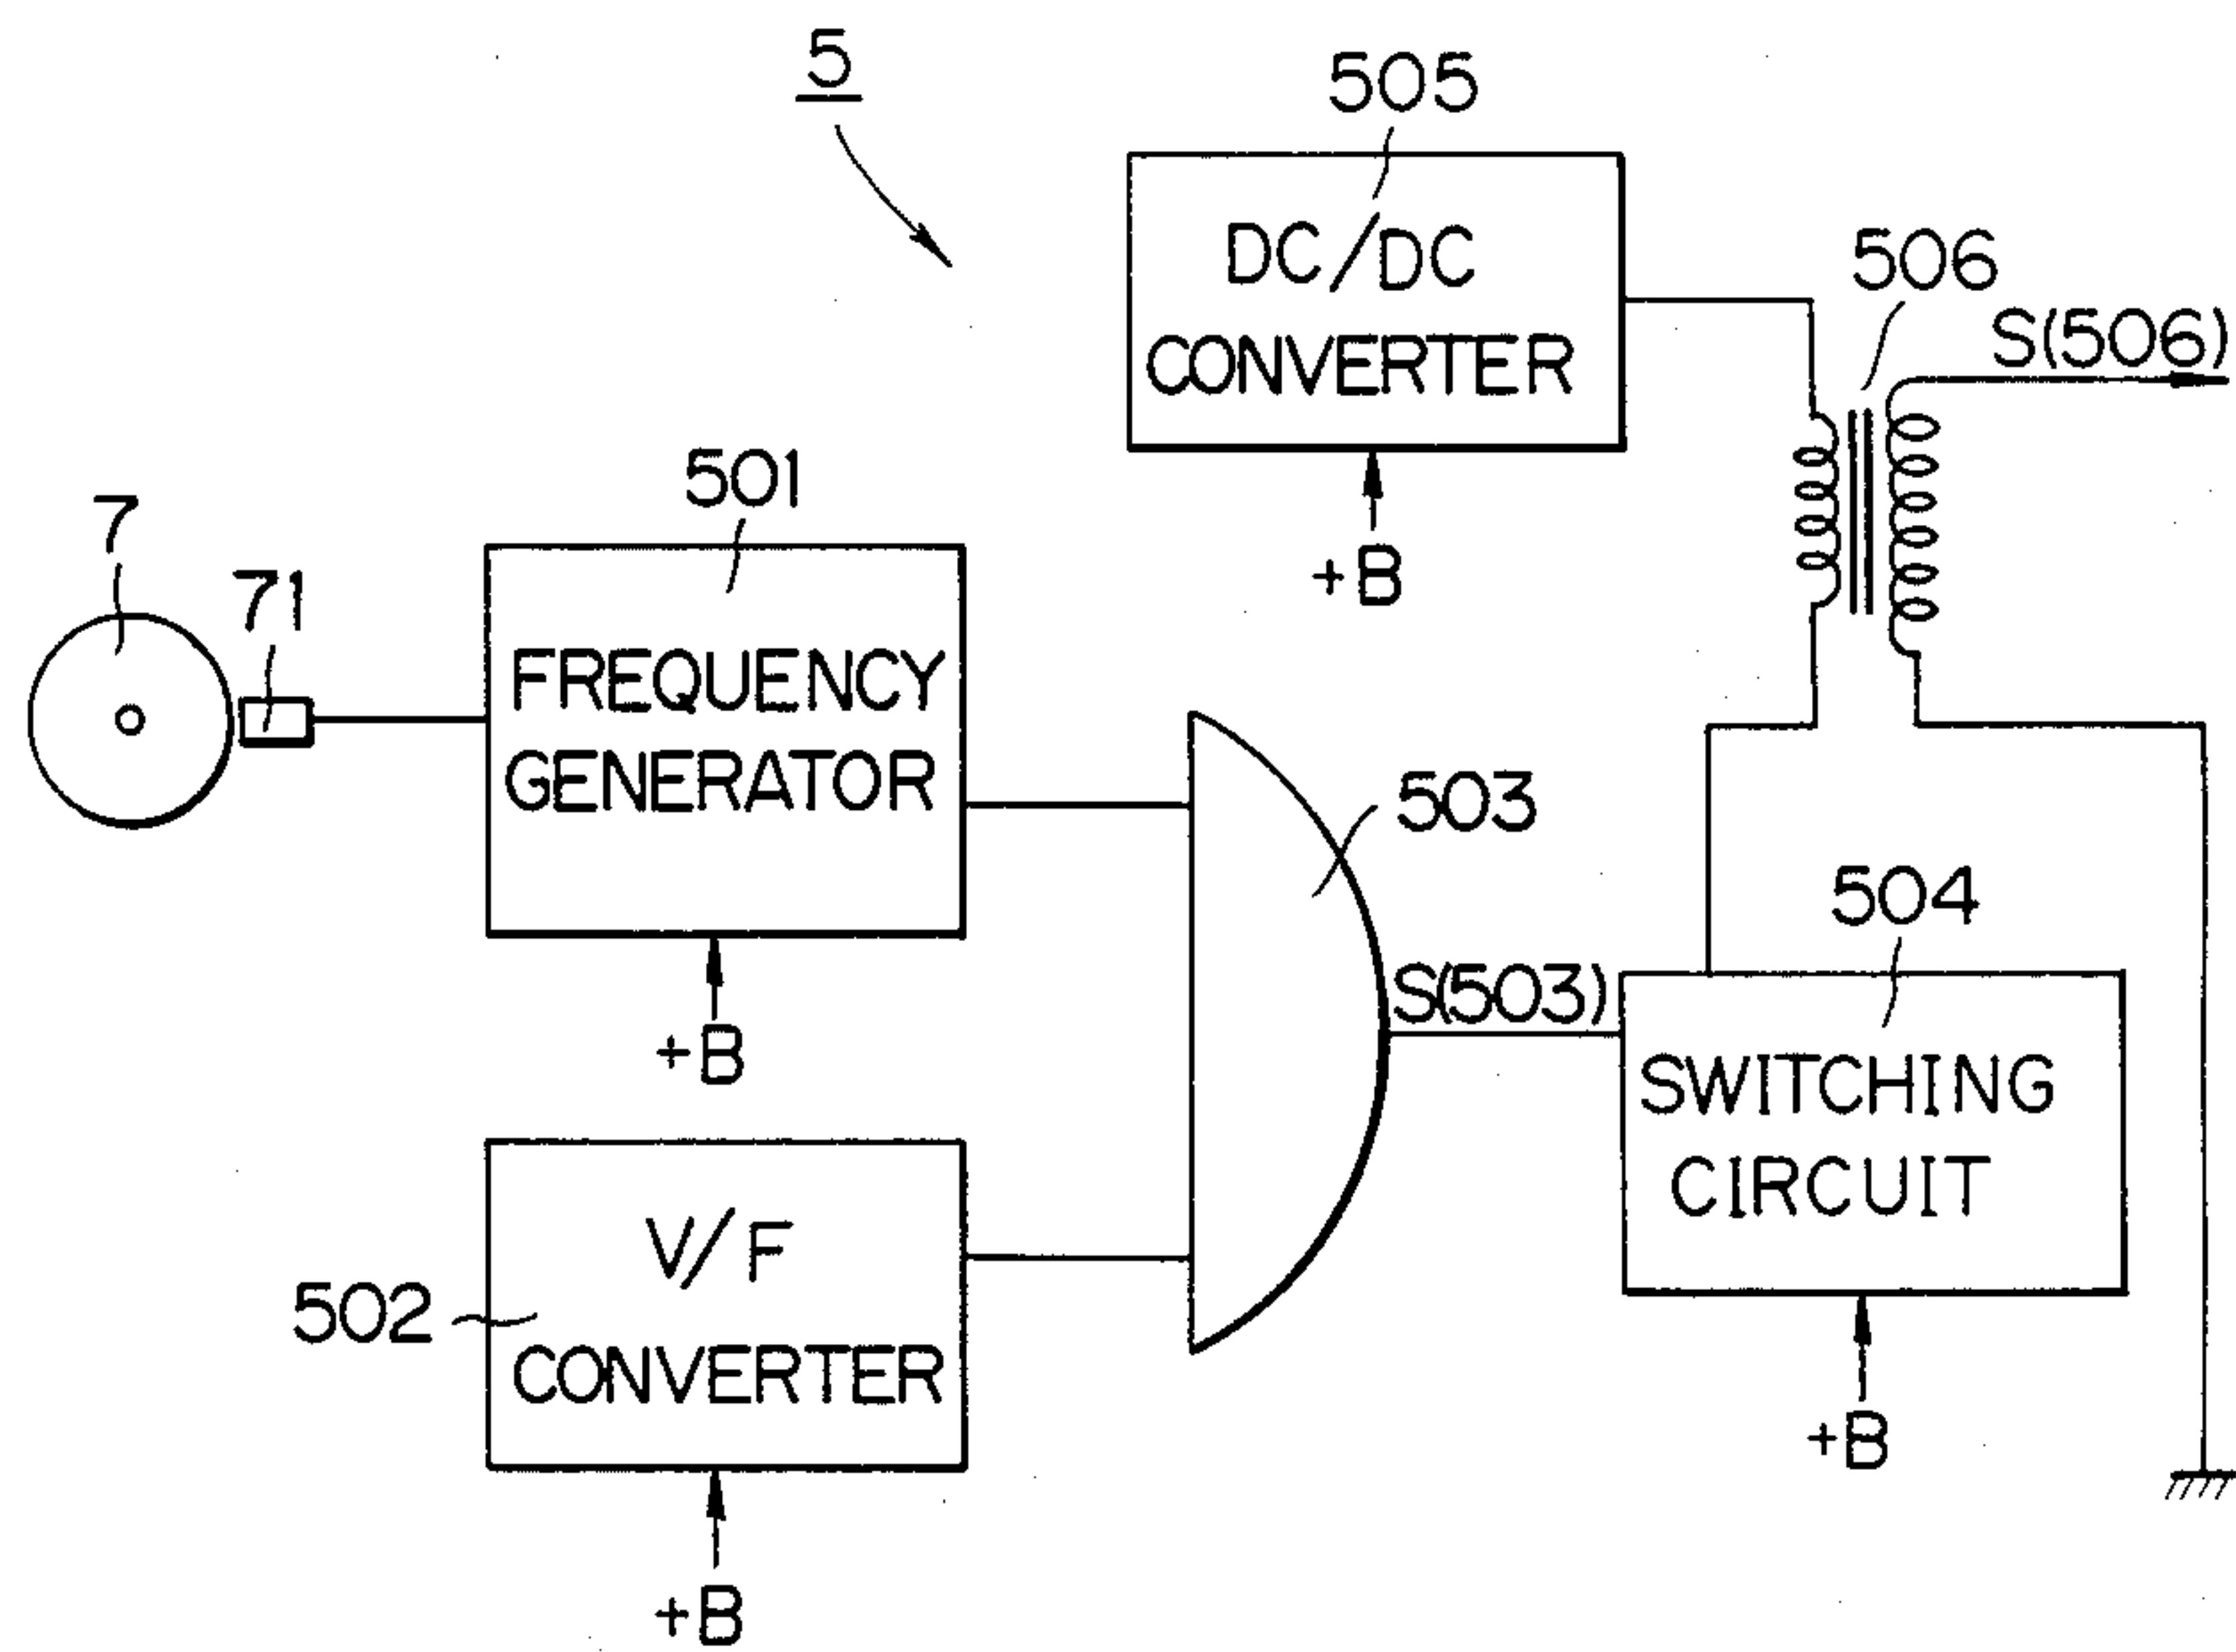 5
505
DC/DC
CONVERTER
+B
506
S(506)
7
71
501
FREQUENCY
GENERATOR
+B
503
S(503)
504
SWITCHING
CIRCUIT
+B
502
V/F
CONVERTER
+B